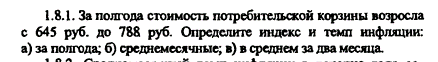 1.8.1. За полгода стоимость потребительской корзины возросла
с 645 руб. до 788 руб. Определите индекс и темп инфляции:
а) за полгода; б) среднемесячные; в) в среднем за два месяца.